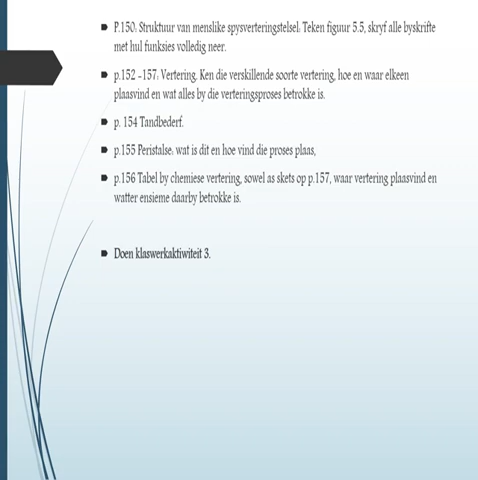 P.150: Struktuur van menslike spysverteringstelsel: Teken figuur 5.5, skryf alle byskrifte
met hul funksies volledig neer.
p.152 -157: Vertering. Ken die verskillende soorte vertering, hoe en waar elkeen
plaasvind en wat alles by die verteringsproses betrokke is.
p. 154 Tandbederf.
p.155 Peristalse: wat is dit en hoe vind die proses plaas,
p.156 Tabel by chemiese vertering, sowel as skets op p.157, waar vertering plaasvind en
watter ensieme daarby betrokke is.
Doen klaswerkaktiwiteit 3.